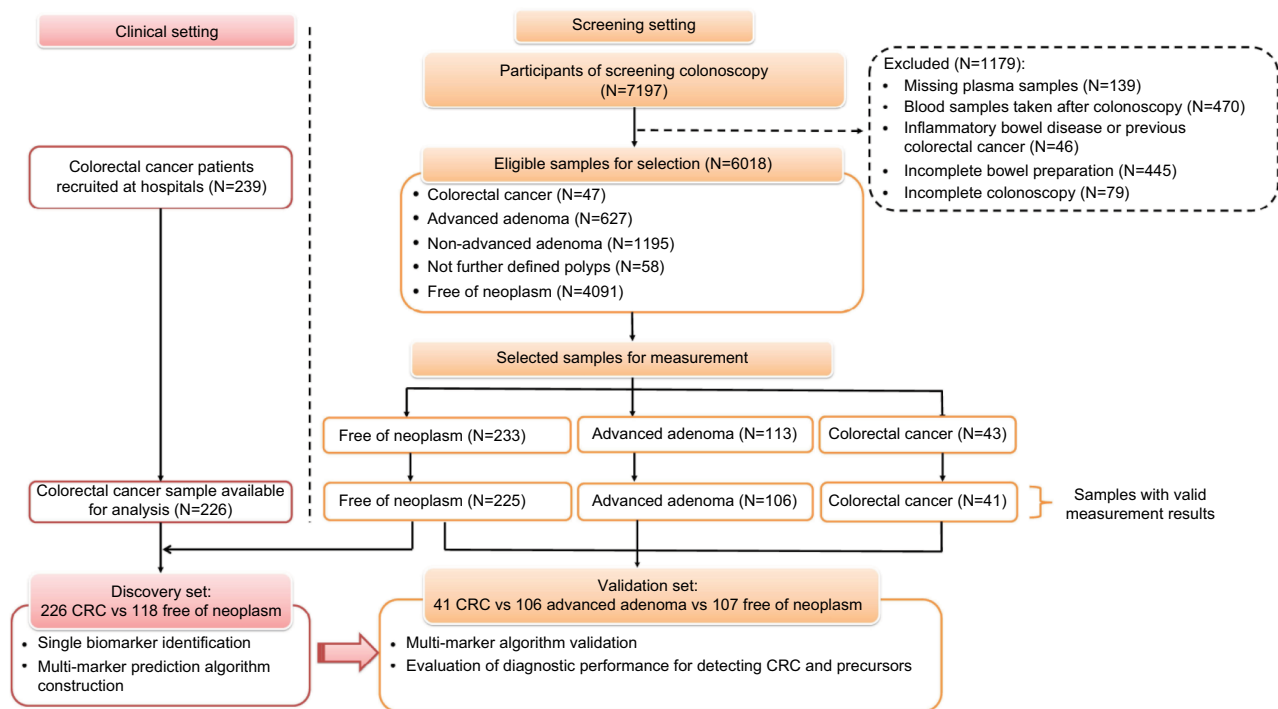 Clinical setting
Screening setting
Participants of screening colonoscopy
(N=7197)
Excluded (N=1179):
• Missing plasma samples (N=139)
• Blood samples taken after colonoscopy (N=470)
• Inflammatory bowel disease or previous
colorectal cancer (N=46)
• Incomplete bowel preparation (N=445)
• Incomplete colonoscopy (N=79)
Colorectal cancer patients
recruited at hospitals (N=239)
Eligible samples for selection (N=6018)
• Colorectal cancer (N=47)
• Advanced adenoma (N=627)
• Non-advanced adenoma (N=1195)
• Not further defined polyps (N=58)
• Free of neoplasm (N=4091)
Selected samples for measurement
Free of neoplasm (N=233)
Advanced adenoma (N=113)
Colorectal cancer (N=43)
Colorectal cancer sample available
for analysis (N=226)
Free of neoplasm (N=225)
Advanced adenoma (N=106)
Colorectal cancer (N=41)
Samples with valid
measurement results
Discovery set:
226 CRC vs 118 free of neoplasm
• Single biomarker identification
• Multi-marker prediction algorithm
construction
Validation set:
41 CRC vs 106 advanced adenoma vs 107 free of neoplasm
• Multi-marker algorithm validation
• Evaluation of diagnostic performance for detecting CRC and precursors